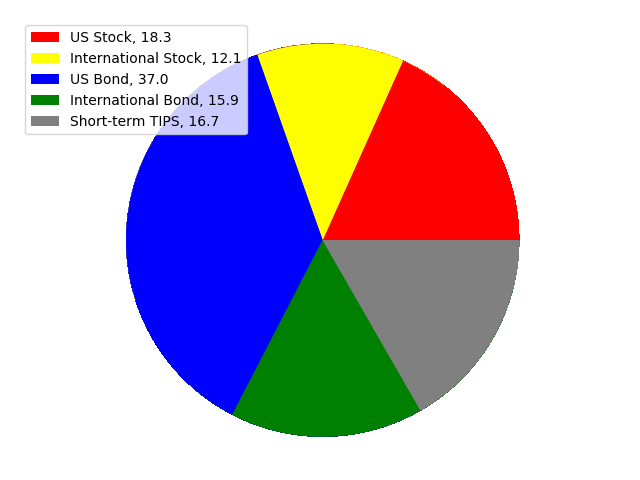 US Stock, 18.3
International Stock, 12.1
US Bond, 37.0
International Bond, 15.9
Short-term TIPS, 16.7